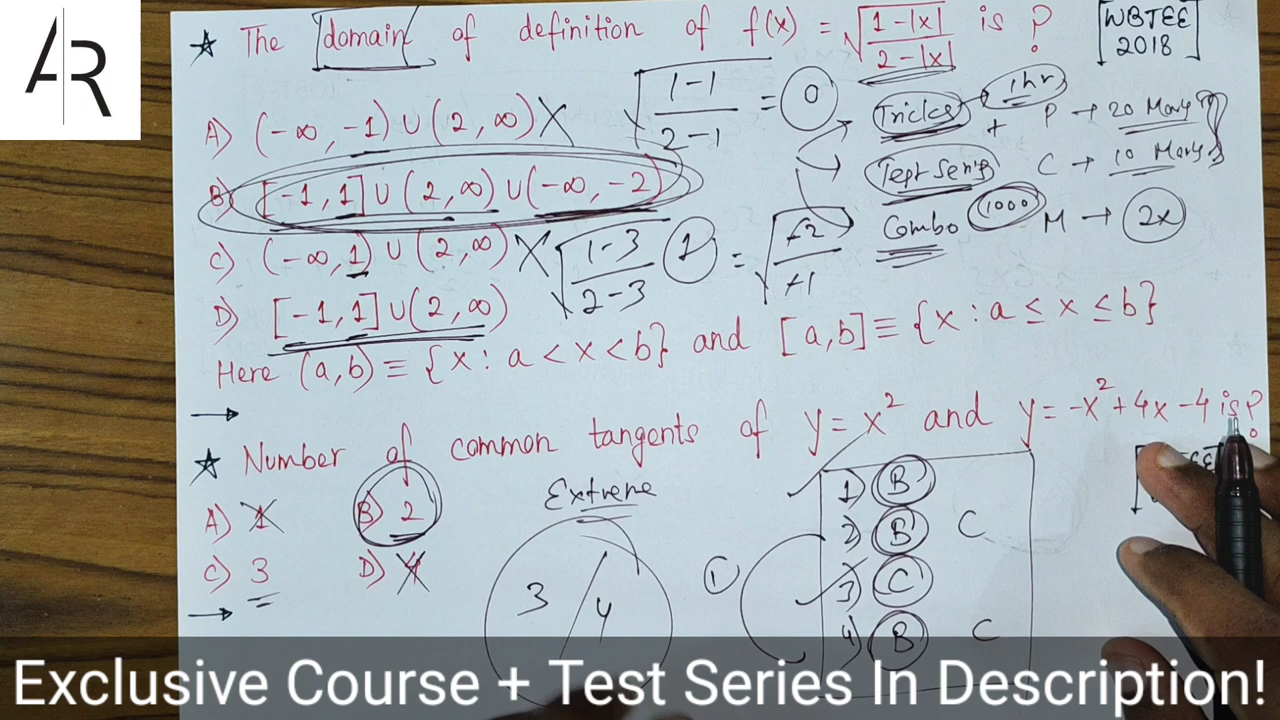 AR
☆ The domain of definition of f(x) = √(1-|x| / 2-|x|) is ? [WBJEE 2018]
A) (-∞, -1) ∪ (2, ∞) X √(1-1 / 2-1) = 0
Tricks → 1hr
+ P → 20 Marks
B) [-1, 1] ∪ (2, ∞) ∪ (-∞, -2)
Test Series C → 10 Marks
C) (-∞, 1) ∪ (2, ∞) X √(1-3 / 2-3) 1 = √(+2 / +1)
Combo 1000 M → 2x
D) [-1, 1] ∪ (2, ∞)
Here (a, b) ≡ {x : a < x < b} and [a, b] ≡ {x : a ≤ x ≤ b}
→
☆ Number of common tangents of y = x² and y = -x² + 4x - 4 is ?
A) 1 B) 2
C) 3 D) 4
→
Extreme
3 / 4
1
1) B
2) B C
3) C
4) B C
Exclusive Course + Test Series In Description!